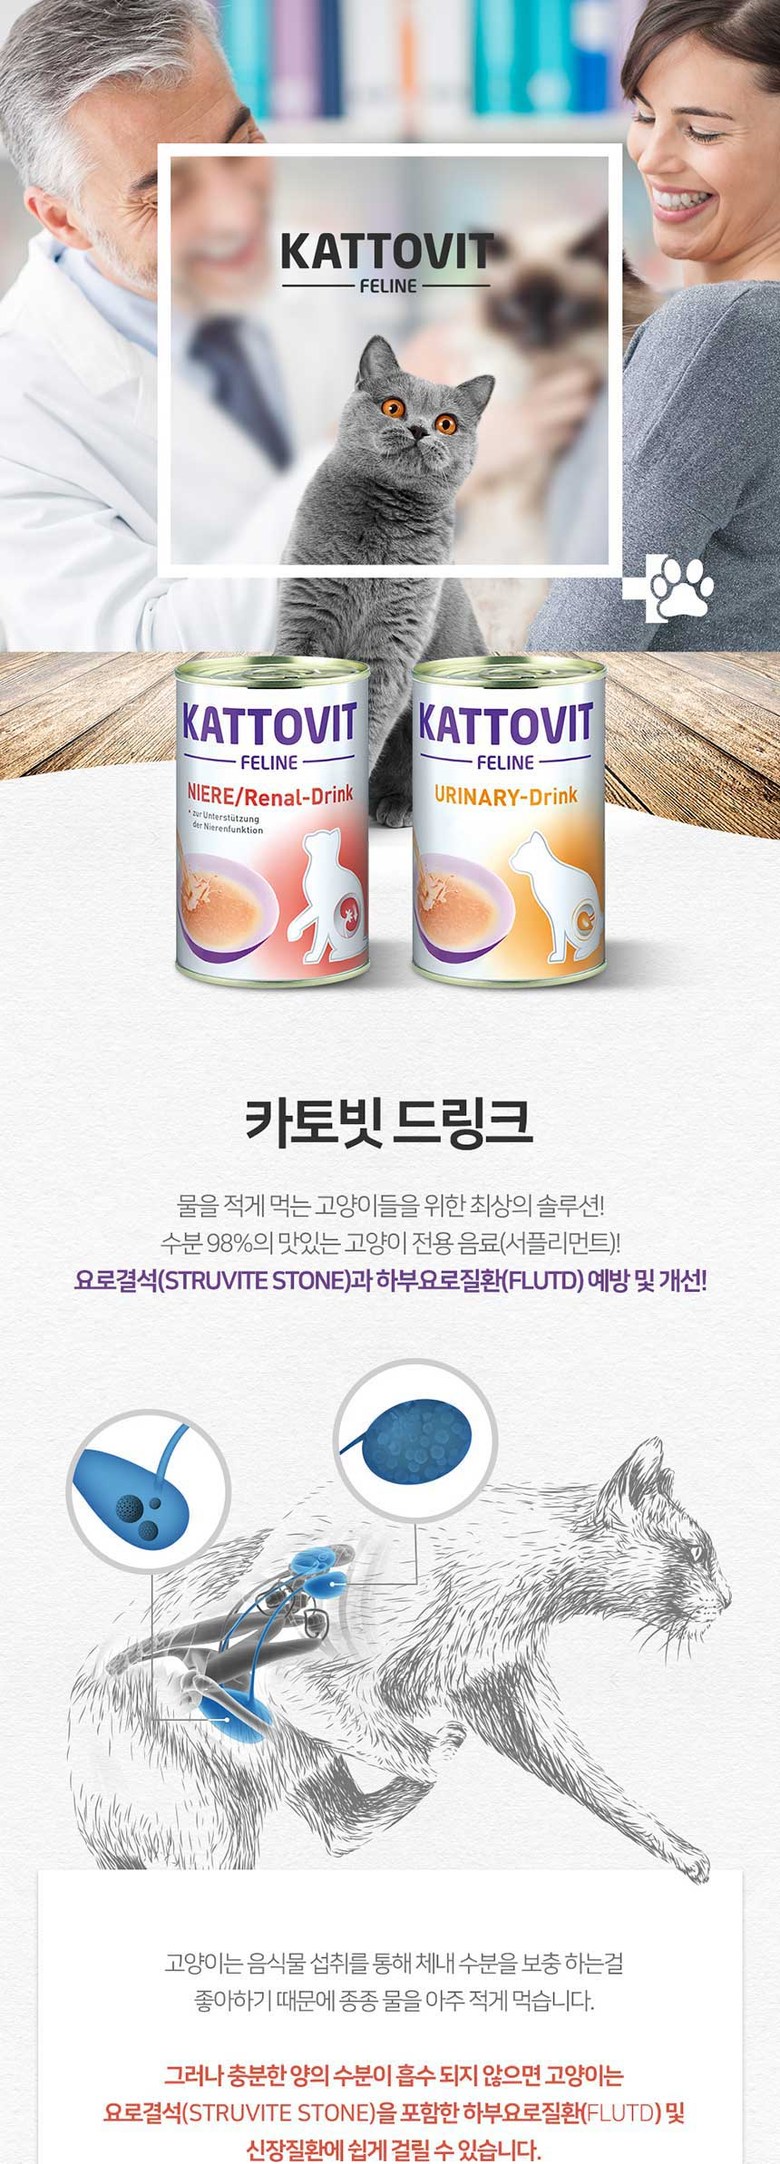 KATTOVIT
FELINE
KATTOVIT
FELINE
NIERE/Renal-Drink
* zur Unterstützung
der Nierenfunktion
KATTOVIT
FELINE
URINARY-Drink
카토빗 드링크
물을 적게 먹는 고양이들을 위한 최상의 솔루션!
수분 98%의 맛있는 고양이 전용 음료(서플리먼트)!
요로결석(STRUVITE STONE)과 하부요로질환(FLUTD) 예방 및 개선!
고양이는 음식물 섭취를 통해 체내 수분을 보충 하는걸
좋아하기 때문에 종종 물을 아주 적게 먹습니다.
그러나 충분한 양의 수분이 흡수 되지 않으면 고양이는
요로결석(STRUVITE STONE)을 포함한 하부요로질환(FLUTD) 및
신장질환에 쉽게 걸릴 수 있습니다.